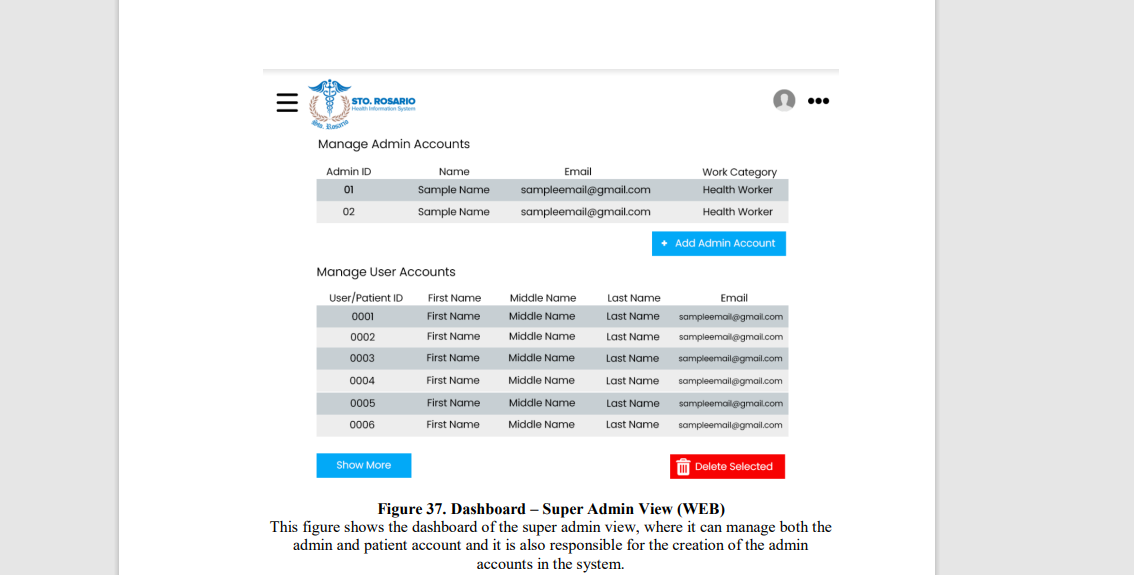 STO. ROSARIO
Health Information System
Sto. Rosario
Manage Admin Accounts
Admin ID Name Email Work Category
01 Sample Name sampleemail@gmail.com Health Worker
02 Sample Name sampleemail@gmail.com Health Worker
+ Add Admin Account
Manage User Accounts
User/Patient ID First Name Middle Name Last Name Email
0001 First Name Middle Name Last Name sampleemail@gmail.com
0002 First Name Middle Name Last Name sampleemail@gmail.com
0003 First Name Middle Name Last Name sampleemail@gmail.com
0004 First Name Middle Name Last Name sampleemail@gmail.com
0005 First Name Middle Name Last Name sampleemail@gmail.com
0006 First Name Middle Name Last Name sampleemail@gmail.com
Show More Delete Selected
Figure 37. Dashboard – Super Admin View (WEB)
This figure shows the dashboard of the super admin view, where it can manage both the
admin and patient account and it is also responsible for the creation of the admin
accounts in the system.